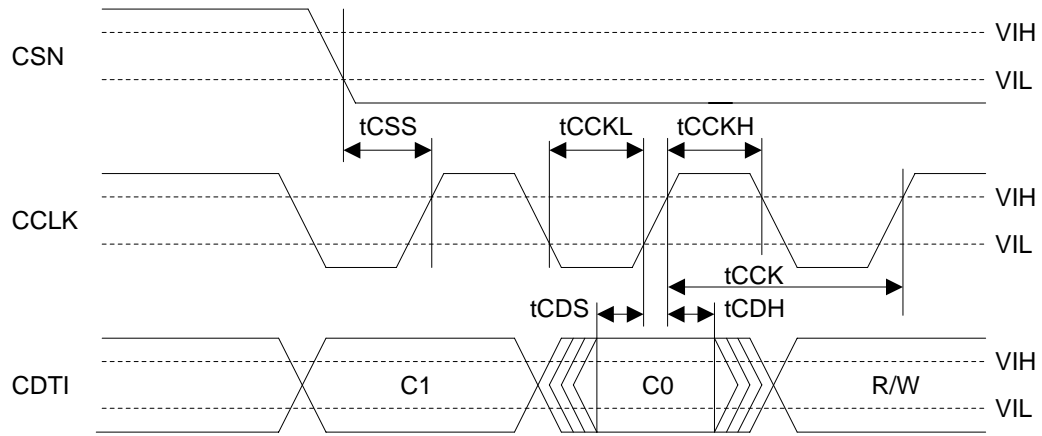 CSN
VIH
VIL
tCSS
tCCKL
tCCKH
CCLK
VIH
VIL
tCCK
tCDS
tCDH
CDTI
C1
C0
R/W
VIH
VIL